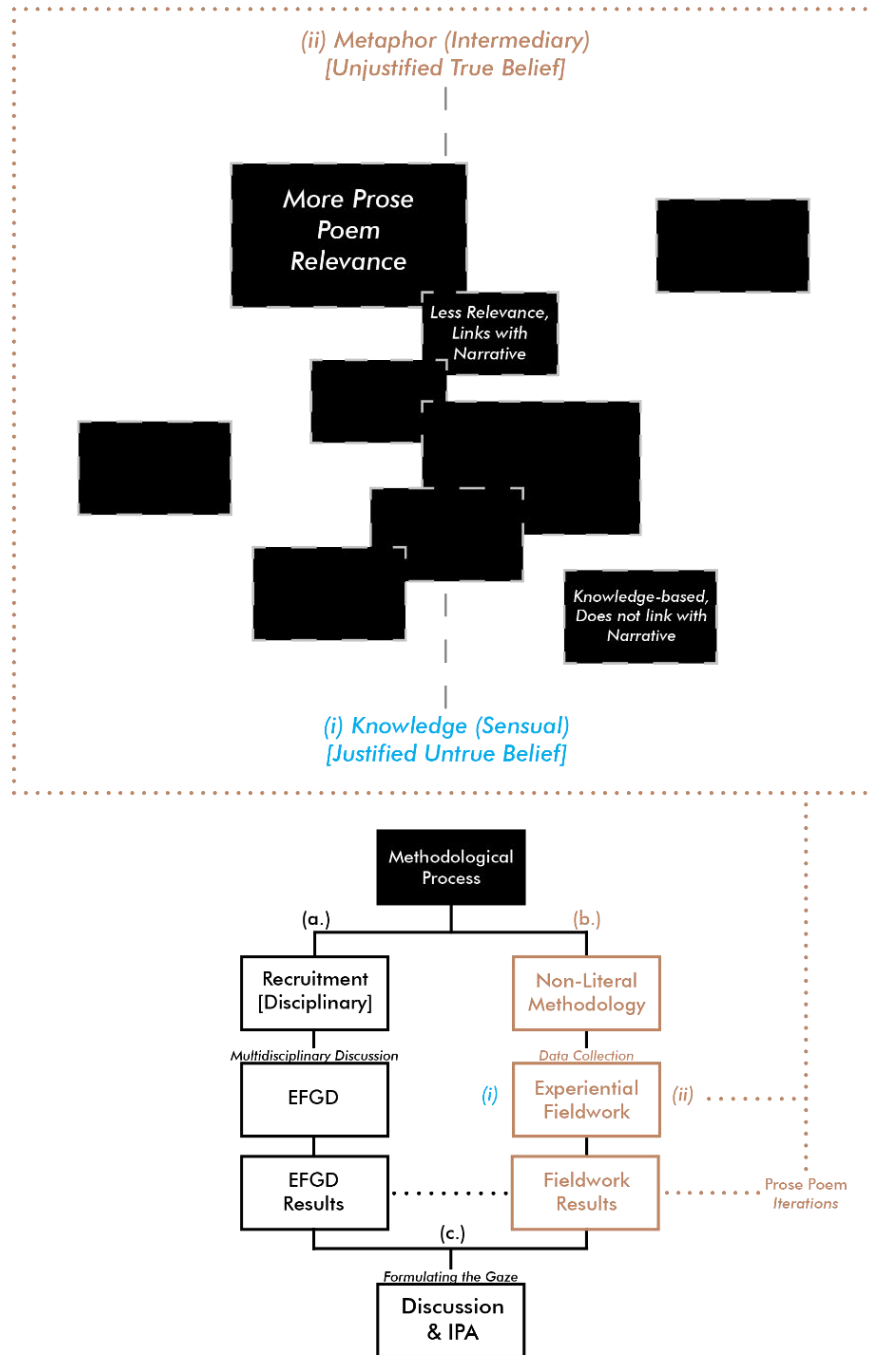 (ii) Metaphor (Intermediary)
[Unjustified True Belief]
More Prose
Poem
Relevance
Less Relevance,
Links with
Narrative
Knowledge-based,
Does not link with
Narrative
(i) Knowledge (Sensual)
[Justified Untrue Belief]
Methodological
Process
(a.)
(b.)
Recruitment
[Disciplinary]
Non-Literal
Methodology
Multidisciplinary Discussion
Data Collection
EFGD
(i)
Experiential
Fieldwork
(ii)
EFGD
Results
Fieldwork
Results
Prose Poem
Iterations
(c.)
Formulating the Gaze
Discussion
& IPA